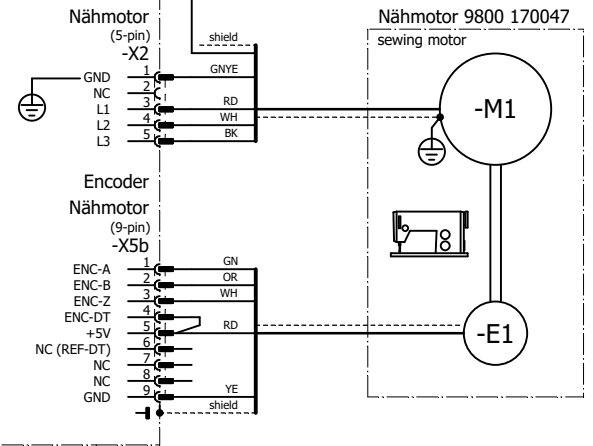 Nähmotor
(5-pin)
-X2
shield
GND 1 GNYE
NC 2
L1 3 RD
L2 4 WH
L3 5 BK
Nähmotor 9800 170047
sewing motor
-M1
Encoder
Nähmotor
(9-pin)
-X5b
ENC-A 1 GN
ENC-B 2 OR
ENC-Z 3 WH
ENC-DT 4
+5V 5 RD
NC (REF-DT) 6
NC 7
NC 8
GND 9 YE
shield
-E1